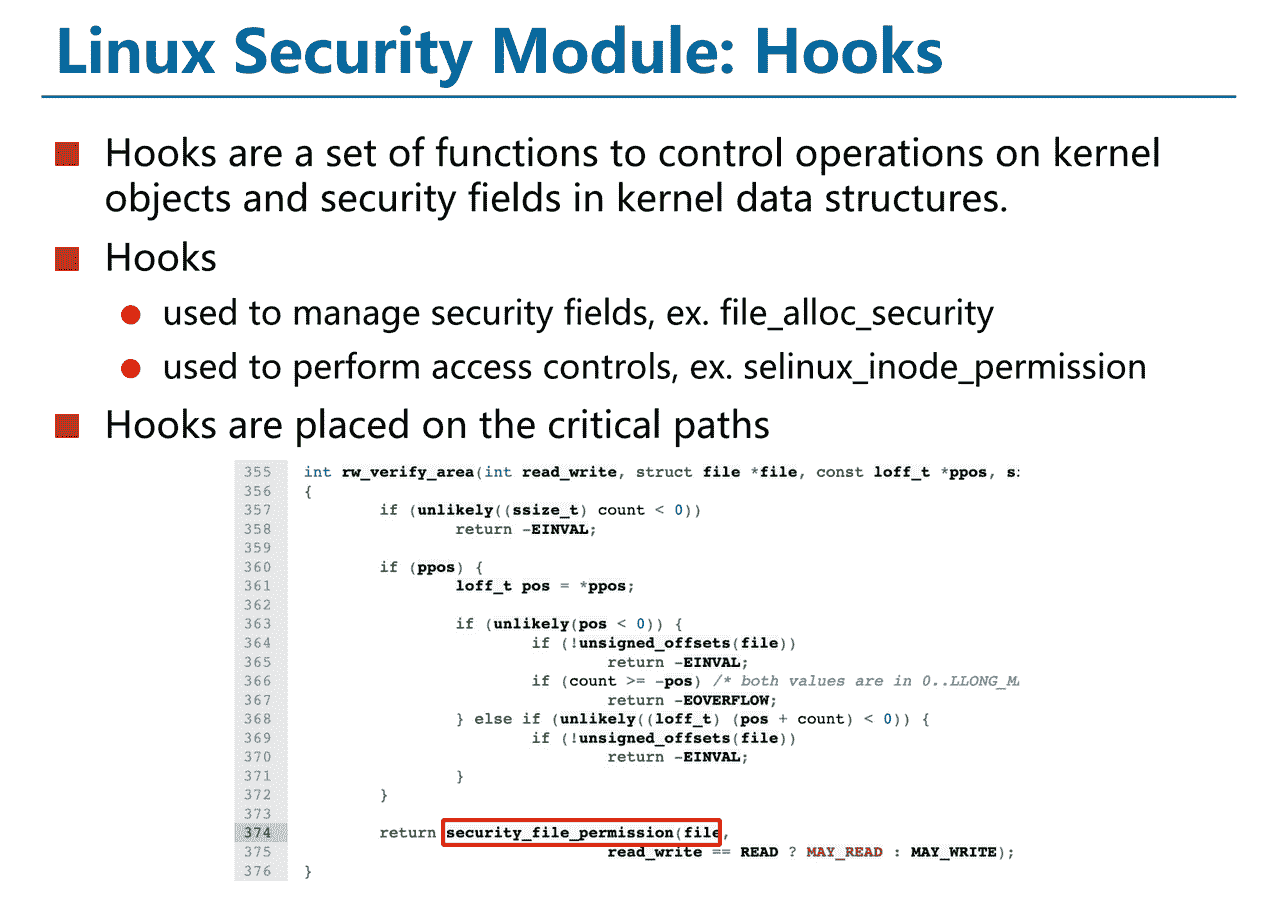 Linux Security Module: Hooks
Hooks are a set of functions to control operations on kernel
objects and security fields in kernel data structures.
Hooks
used to manage security fields, ex. file_alloc_security
used to perform access controls, ex. selinux_inode_permission
Hooks are placed on the critical paths
355 int rw_verify_area(int read_write, struct file *file, const loff_t *ppos, s
356 {
357 if (unlikely((ssize_t) count < 0))
358 return -EINVAL;
359
360 if (ppos) {
361 loff_t pos = *ppos;
362
363 if (unlikely(pos < 0)) {
364 if (!unsigned_offsets(file))
365 return -EINVAL;
366 if (count >= -pos) /* both values are in 0..LLONG_M
367 return -EOVERFLOW;
368 } else if (unlikely((loff_t) (pos + count) < 0)) {
369 if (!unsigned_offsets(file))
370 return -EINVAL;
371 }
372 }
373
374 return security_file_permission(file,
375 read_write == READ ? MAY_READ : MAY_WRITE);
376 }